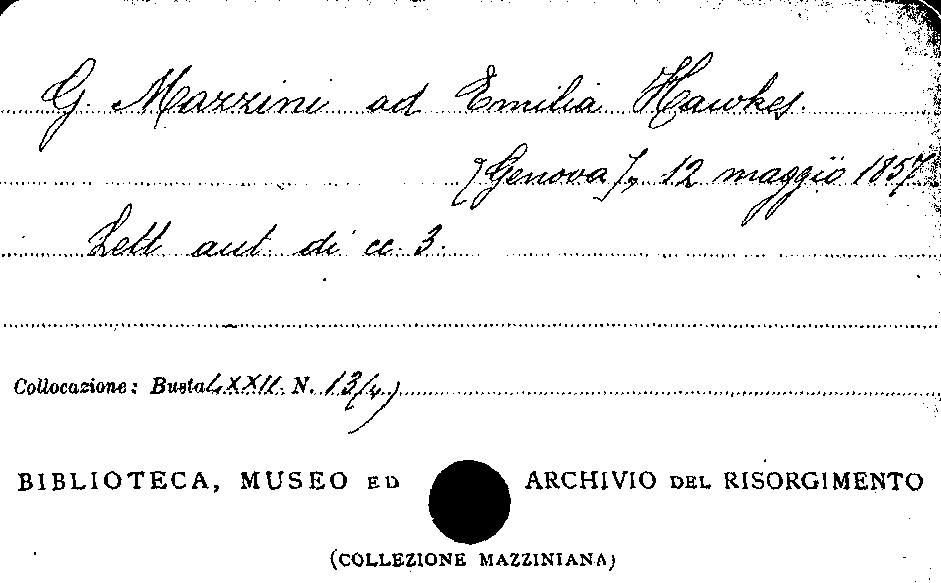 G. Mazzini ad Emilia Hawkes.
[Genova], 12 maggio 1857
Lett. aut. di cc. 3.
Collocazione: Busta LXXII. N. 13(4)
BIBLIOTECA, MUSEO ED ARCHIVIO DEL RISORGIMENTO
(COLLEZIONE MAZZINIANA)